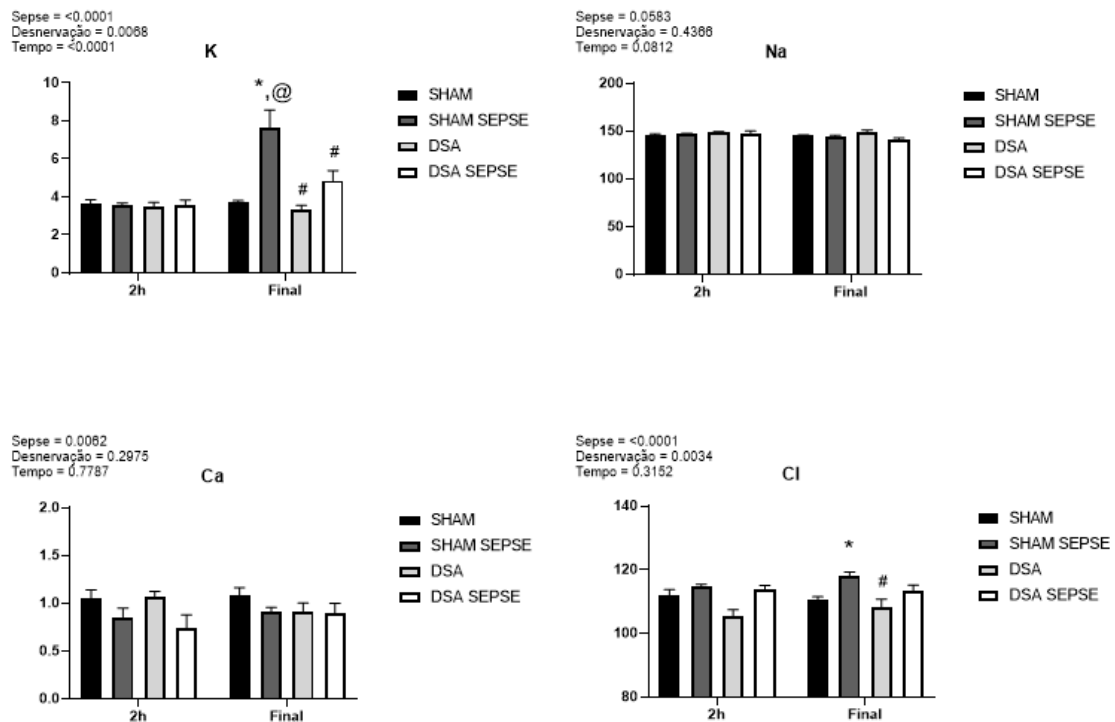 Sepse = <0.0001
Desnervação = 0.0068
Tempo = <0.0001
K
10
8
6
4
2
0
*,@
#
#
2h
Final
SHAM
SHAM SEPSE
DSA
DSA SEPSE
Sepse = 0.0583
Desnervação = 0.4366
Tempo = 0.0812
Na
200
150
100
50
0
2h
Final
SHAM
SHAM SEPSE
DSA
DSA SEPSE
Sepse = 0.0062
Desnervação = 0.2975
Tempo = 0.7787
Ca
2.0
1.5
1.0
0.5
0.0
2h
Final
SHAM
SHAM SEPSE
DSA
DSA SEPSE
Sepse = <0.0001
Desnervação = 0.0034
Tempo = 0.3152
Cl
140
120
100
80
*
#
2h
Final
SHAM
SHAM SEPSE
DSA
DSA SEPSE